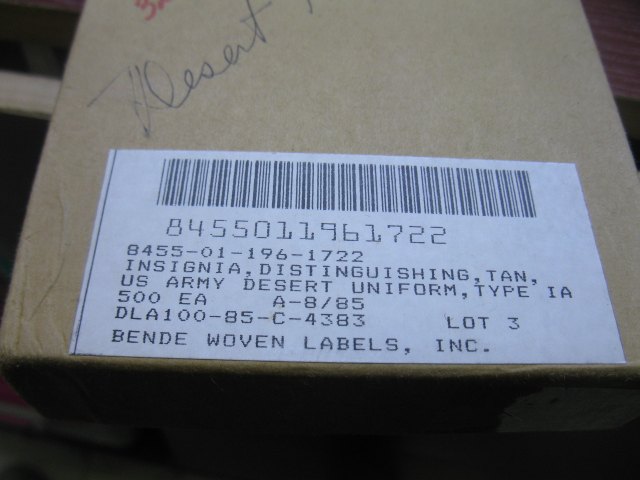 Desert
8455011961722
8455-01-196-1722
INSIGNIA,DISTINGUISHING,TAN,
US ARMY DESERT UNIFORM,TYPE IA
500 EA A-8/85
DLA100-85-C-4383 LOT 3
BENDE WOVEN LABELS, INC.